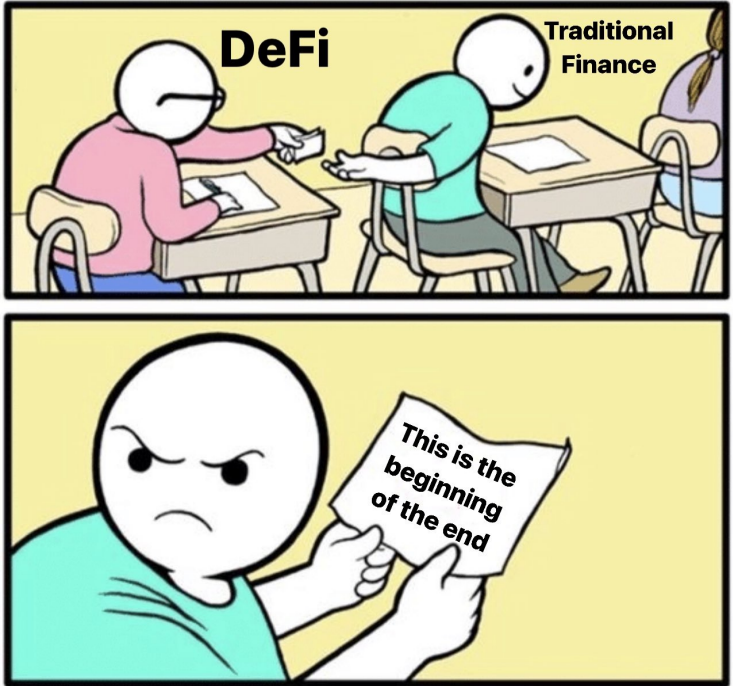 DeFi
Traditional
Finance
This is the
beginning
of the end